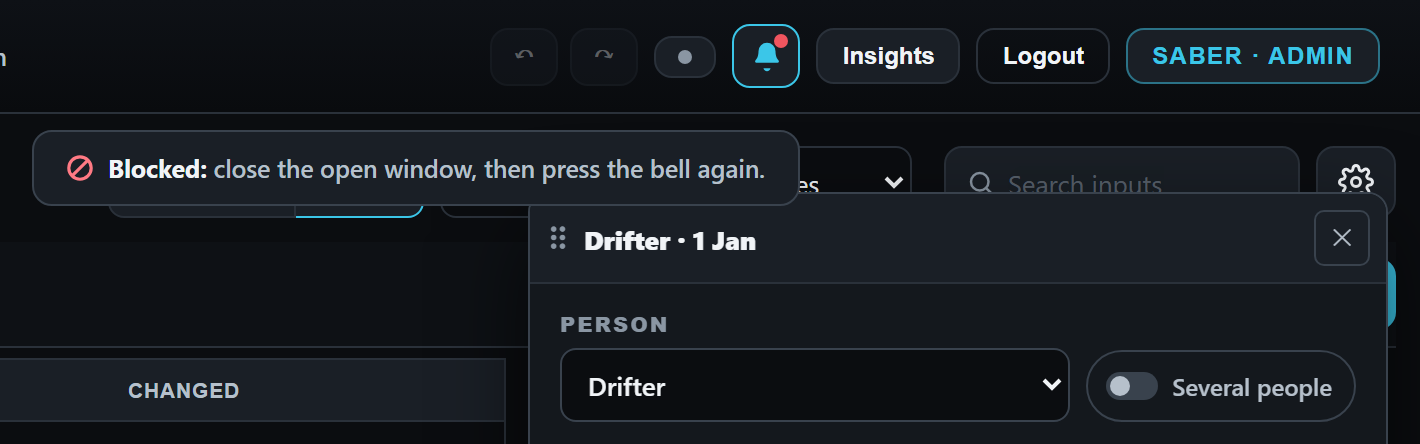 Insights
Logout
SABER · ADMIN
Blocked: close the open window, then press the bell again.
Search inputs
Drifter · 1 Jan
PERSON
Drifter
Several people
CHANGED